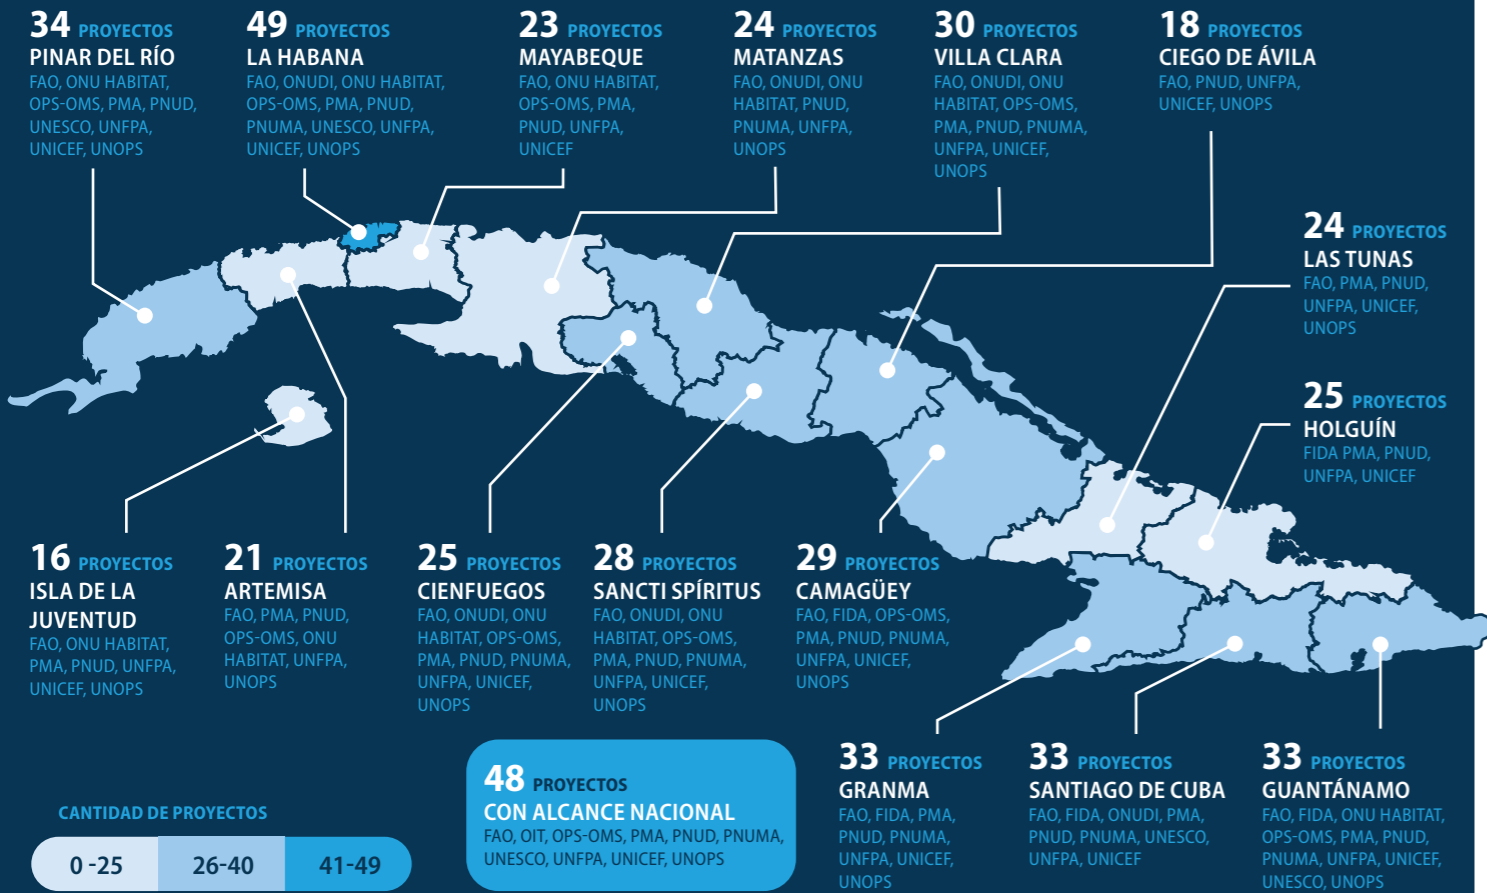 34 PROYECTOS
PINAR DEL RÍO
FAO, ONU HABITAT,
OPS-OMS, PMA, PNUD,
UNESCO, UNFPA,
UNICEF, UNOPS
49 PROYECTOS
LA HABANA
FAO, ONUDI, ONU HABITAT,
OPS-OMS, PMA, PNUD,
PNUMA, UNESCO, UNFPA,
UNICEF, UNOPS
23 PROYECTOS
MAYABEQUE
FAO, ONU HABITAT,
OPS-OMS, PMA,
PNUD, UNFPA,
UNICEF
24 PROYECTOS
MATANZAS
FAO, ONUDI, ONU
HABITAT, PNUD,
PNUMA, UNFPA,
UNOPS
30 PROYECTOS
VILLA CLARA
FAO, ONUDI, ONU
HABITAT, OPS-OMS,
PMA, PNUD, PNUMA,
UNFPA, UNICEF,
UNOPS
18 PROYECTOS
CIEGO DE ÁVILA
FAO, PNUD, UNFPA,
UNICEF, UNOPS
24 PROYECTOS
LAS TUNAS
FAO, PMA, PNUD,
UNFPA, UNICEF,
UNOPS
25 PROYECTOS
HOLGUÍN
FIDA PMA, PNUD,
UNFPA, UNICEF
16 PROYECTOS
ISLA DE LA
JUVENTUD
FAO, ONU HABITAT,
PMA, PNUD, UNFPA,
UNICEF, UNOPS
21 PROYECTOS
ARTEMISA
FAO, PMA, PNUD,
OPS-OMS, ONU
HABITAT, UNFPA,
UNOPS
25 PROYECTOS
CIENFUEGOS
FAO, ONUDI, ONU
HABITAT, OPS-OMS,
PMA, PNUD, PNUMA,
UNFPA, UNICEF,
UNOPS
28 PROYECTOS
SANCTI SPÍRITUS
FAO, ONUDI, ONU
HABITAT, OPS-OMS,
PMA, PNUD, PNUMA,
UNFPA, UNICEF,
UNOPS
29 PROYECTOS
CAMAGÜEY
FAO, FIDA, OPS-OMS,
PMA, PNUD, PNUMA,
UNFPA, UNICEF,
UNOPS
33 PROYECTOS
GRANMA
FAO, FIDA, PMA,
PNUD, PNUMA,
UNFPA, UNICEF,
UNOPS
33 PROYECTOS
SANTIAGO DE CUBA
FAO, FIDA, ONUDI, PMA,
PNUD, PNUMA, UNESCO,
UNFPA, UNICEF
33 PROYECTOS
GUANTÁNAMO
FAO, FIDA, ONU HABITAT,
OPS-OMS, PMA, PNUD,
PNUMA, UNFPA, UNICEF,
UNESCO, UNOPS
48 PROYECTOS
CON ALCANCE NACIONAL
FAO, OIT, OPS-OMS, PMA, PNUD, PNUMA,
UNESCO, UNFPA, UNICEF, UNOPS
CANTIDAD DE PROYECTOS
0 -25
26-40
41-49